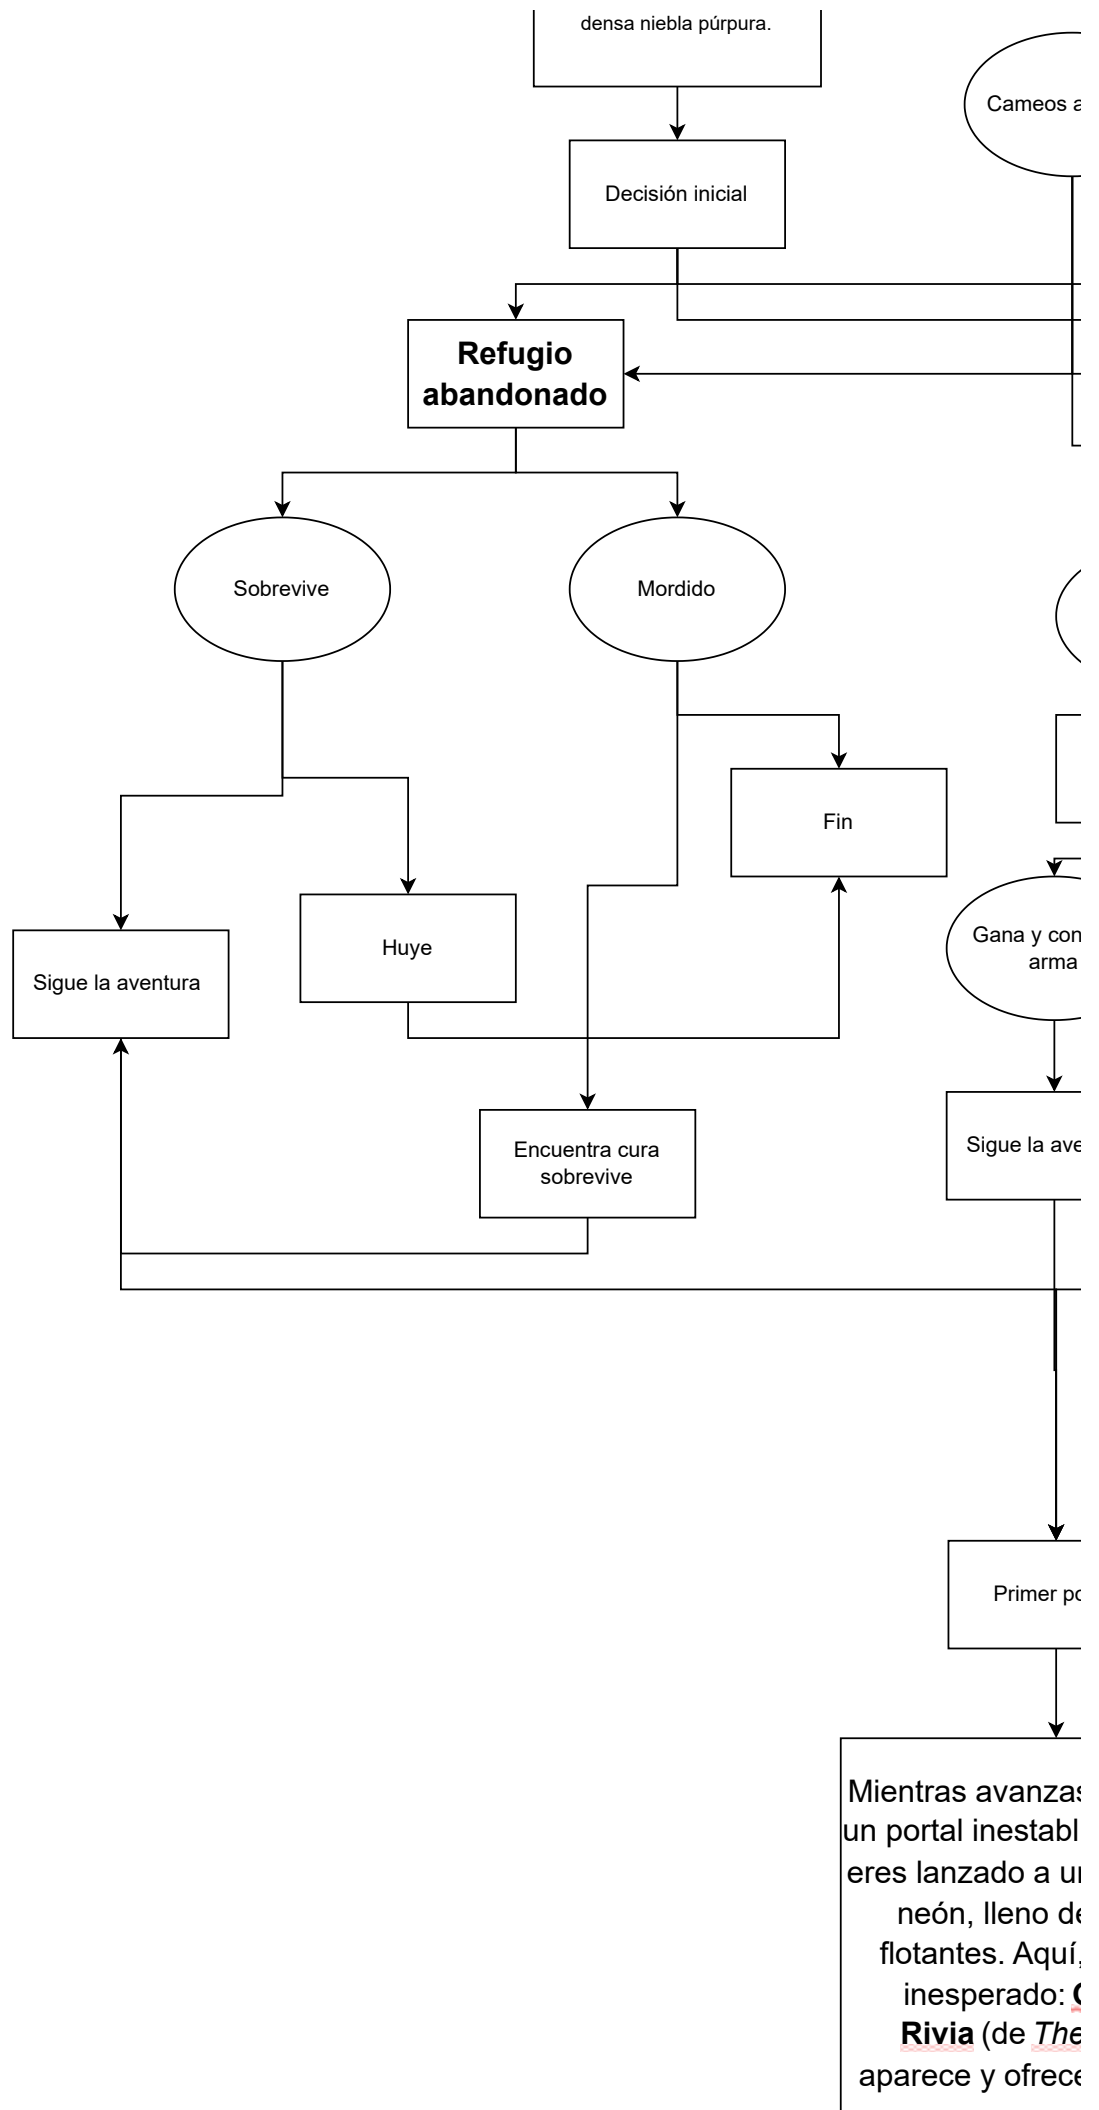 densa niebla púrpura.
Cameos a
Decisión inicial
Refugio
abandonado
Sobrevive
Mordido
Fin
Gana y con
arma
Huye
Sigue la aventura
Encuentra cura
sobrevive
Sigue la ave
Primer po
Mientras avanzas
un portal inestabl
eres lanzado a un
neón, lleno de
flotantes. Aquí,
inesperado:
Rivia (de The
aparece y ofrece